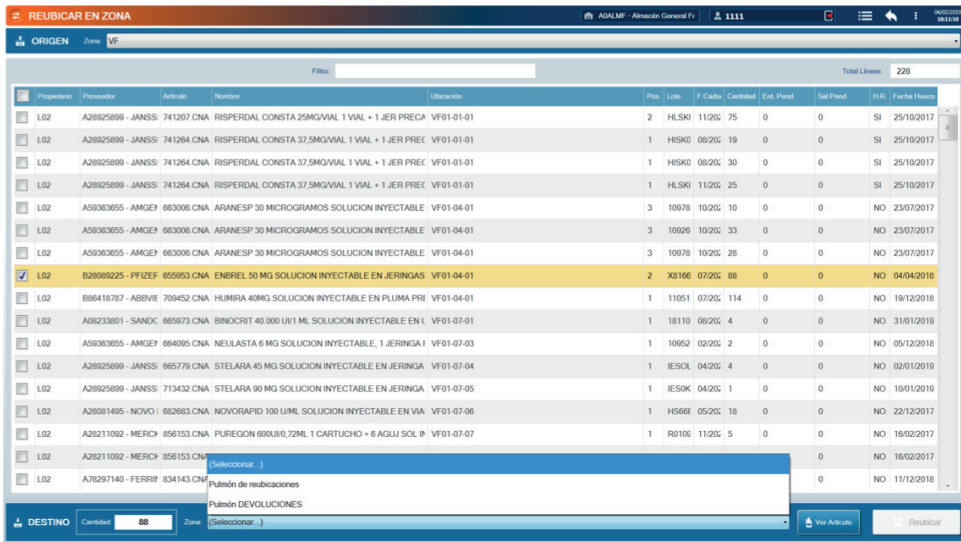 REUBICAR EN ZONA A0ALMF - Almacén General Fi 1111 04/02/2019
10:11:50
ORIGEN Zona: VF
Filtro: Total Líneas: 228
Propietario Proveedor Artículo Nombre Ubicación Pos. Lote F.Caduc Cantidad Ent. Pend. Sal.Pend. H.R. Fecha Hueco
L02 A28925899 - JANSS 741207.CNA RISPERDAL CONSTA 25MG/VIAL 1 VIAL + 1 JER PRECA VF01-01-01 2 HLSK 11/202 75 0 0 SI 25/10/2017
L02 A28925899 - JANSS 741264.CNA RISPERDAL CONSTA 37,5MG/VIAL 1 VIAL + 1 JER PREC VF01-01-01 1 HISK0 08/202 19 0 0 SI 25/10/2017
L02 A28925899 - JANSS 741264.CNA RISPERDAL CONSTA 37,5MG/VIAL 1 VIAL + 1 JER PREC VF01-01-01 1 HISK0 08/202 30 0 0 SI 25/10/2017
L02 A28925899 - JANSS 741264.CNA RISPERDAL CONSTA 37,5MG/VIAL 1 VIAL + 1 JER PREC VF01-01-01 1 HLSK 11/202 25 0 0 SI 25/10/2017
L02 A59363655 - AMGEN 663006.CNA ARANESP 30 MICROGRAMOS SOLUCION INYECTABLE VF01-04-01 3 10978 10/202 10 0 0 NO 23/07/2017
L02 A59363655 - AMGEN 663006.CNA ARANESP 30 MICROGRAMOS SOLUCION INYECTABLE VF01-04-01 3 10926 10/202 33 0 0 NO 23/07/2017
L02 A59363655 - AMGEN 663006.CNA ARANESP 30 MICROGRAMOS SOLUCION INYECTABLE VF01-04-01 3 10978 10/202 28 0 0 NO 23/07/2017
L02 B28089225 - PFIZER 655953.CNA ENBREL 50 MG SOLUCION INYECTABLE EN JERINGAS VF01-04-01 2 X8166 07/202 88 0 0 NO 04/04/2018
L02 B86418787 - ABBVIE 709452.CNA HUMIRA 40MG SOLUCION INYECTABLE EN PLUMA PRE VF01-04-01 1 11051 07/202 114 0 0 NO 19/12/2018
L02 A08233801 - SANDO 665973.CNA BINOCRIT 40.000 UI/1 ML SOLUCION INYECTABLE EN VF01-07-01 1 18110 08/202 4 0 0 NO 31/01/2019
L02 A59363655 - AMGEN 664095.CNA NEULASTA 6 MG SOLUCION INYECTABLE, 1 JERINGA VF01-07-03 1 10952 02/202 2 0 0 NO 05/12/2018
L02 A28925899 - JANSS 665779.CNA STELARA 45 MG SOLUCION INYECTABLE EN JERINGA VF01-07-04 1 IESOL 04/202 4 0 0 NO 02/01/2019
L02 A28925899 - JANSS 713432.CNA STELARA 90 MG SOLUCION INYECTABLE EN JERINGA VF01-07-05 1 IES0K 04/202 1 0 0 NO 10/01/2019
L02 A28081495 - NOVO 682683.CNA NOVORAPID 100 U/ML SOLUCION INYECTABLE EN VIA VF01-07-06 1 HS66E 05/202 18 0 0 NO 22/12/2017
L02 A28211092 - MERCK 856153.CNA PUREGON 600UI/0,72ML 1 CARTUCHO + 6 AGUJ SOL IN VF01-07-07 1 R0109 11/202 5 0 0 NO 16/02/2017
L02 A28211092 - MERCK 856153.CNA 0 NO 16/02/2017
L02 A78297140 - FERRIN 834143.CNA 0 NO 11/12/2018
(Seleccionar...)
Pulmón de reubicaciones
Pulmón DEVOLUCIONES
DESTINO Cantidad: 88 Zona: (Seleccionar...) Ver Artículo Reubicar